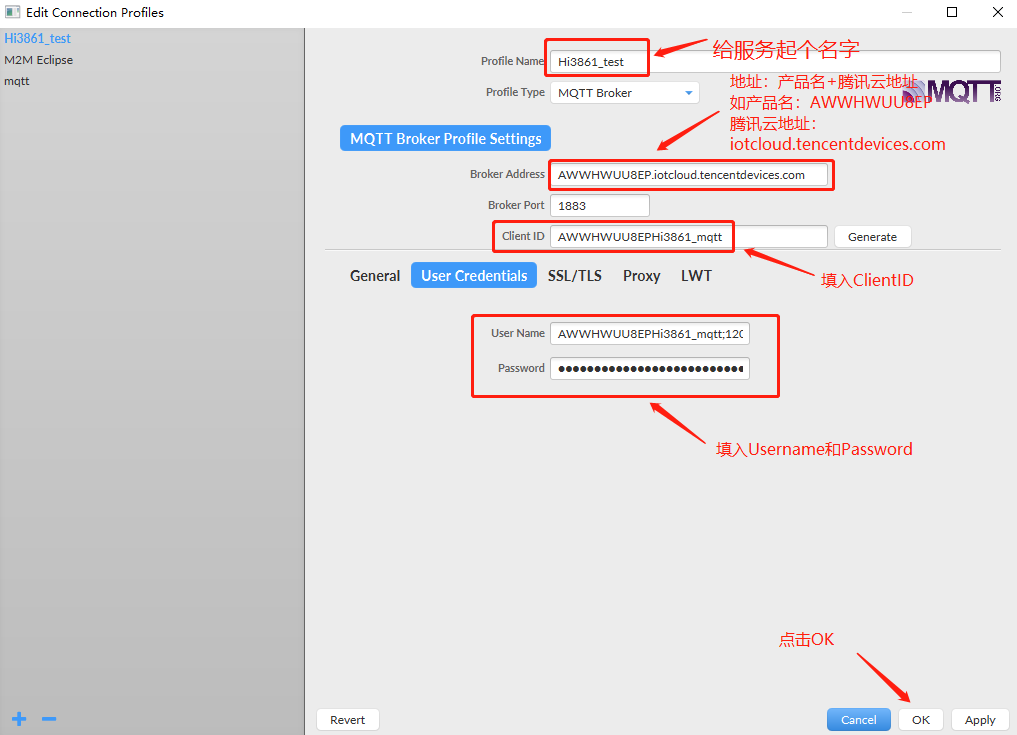 Edit Connection Profiles
Hi3861_test
M2M Eclipse
mqtt
Profile Name
Hi3861_test
给服务起个名字
Profile Type
MQTT Broker
地址：产品名+腾讯云地址
如产品名：AWWHWUU8EP
腾讯云地址：
iotcloud.tencentdevices.com
MQTT
.ORG
MQTT Broker Profile Settings
Broker Address
AWWHWUU8EP.iotcloud.tencentdevices.com
Broker Port
1883
Client ID
AWWHWUU8EPHi3861_mqtt
Generate
填入ClientID
General
User Credentials
SSL/TLS
Proxy
LWT
User Name
AWWHWUU8EPHi3861_mqtt;120
Password
填入Username和Password
点击OK
Revert
Cancel
OK
Apply